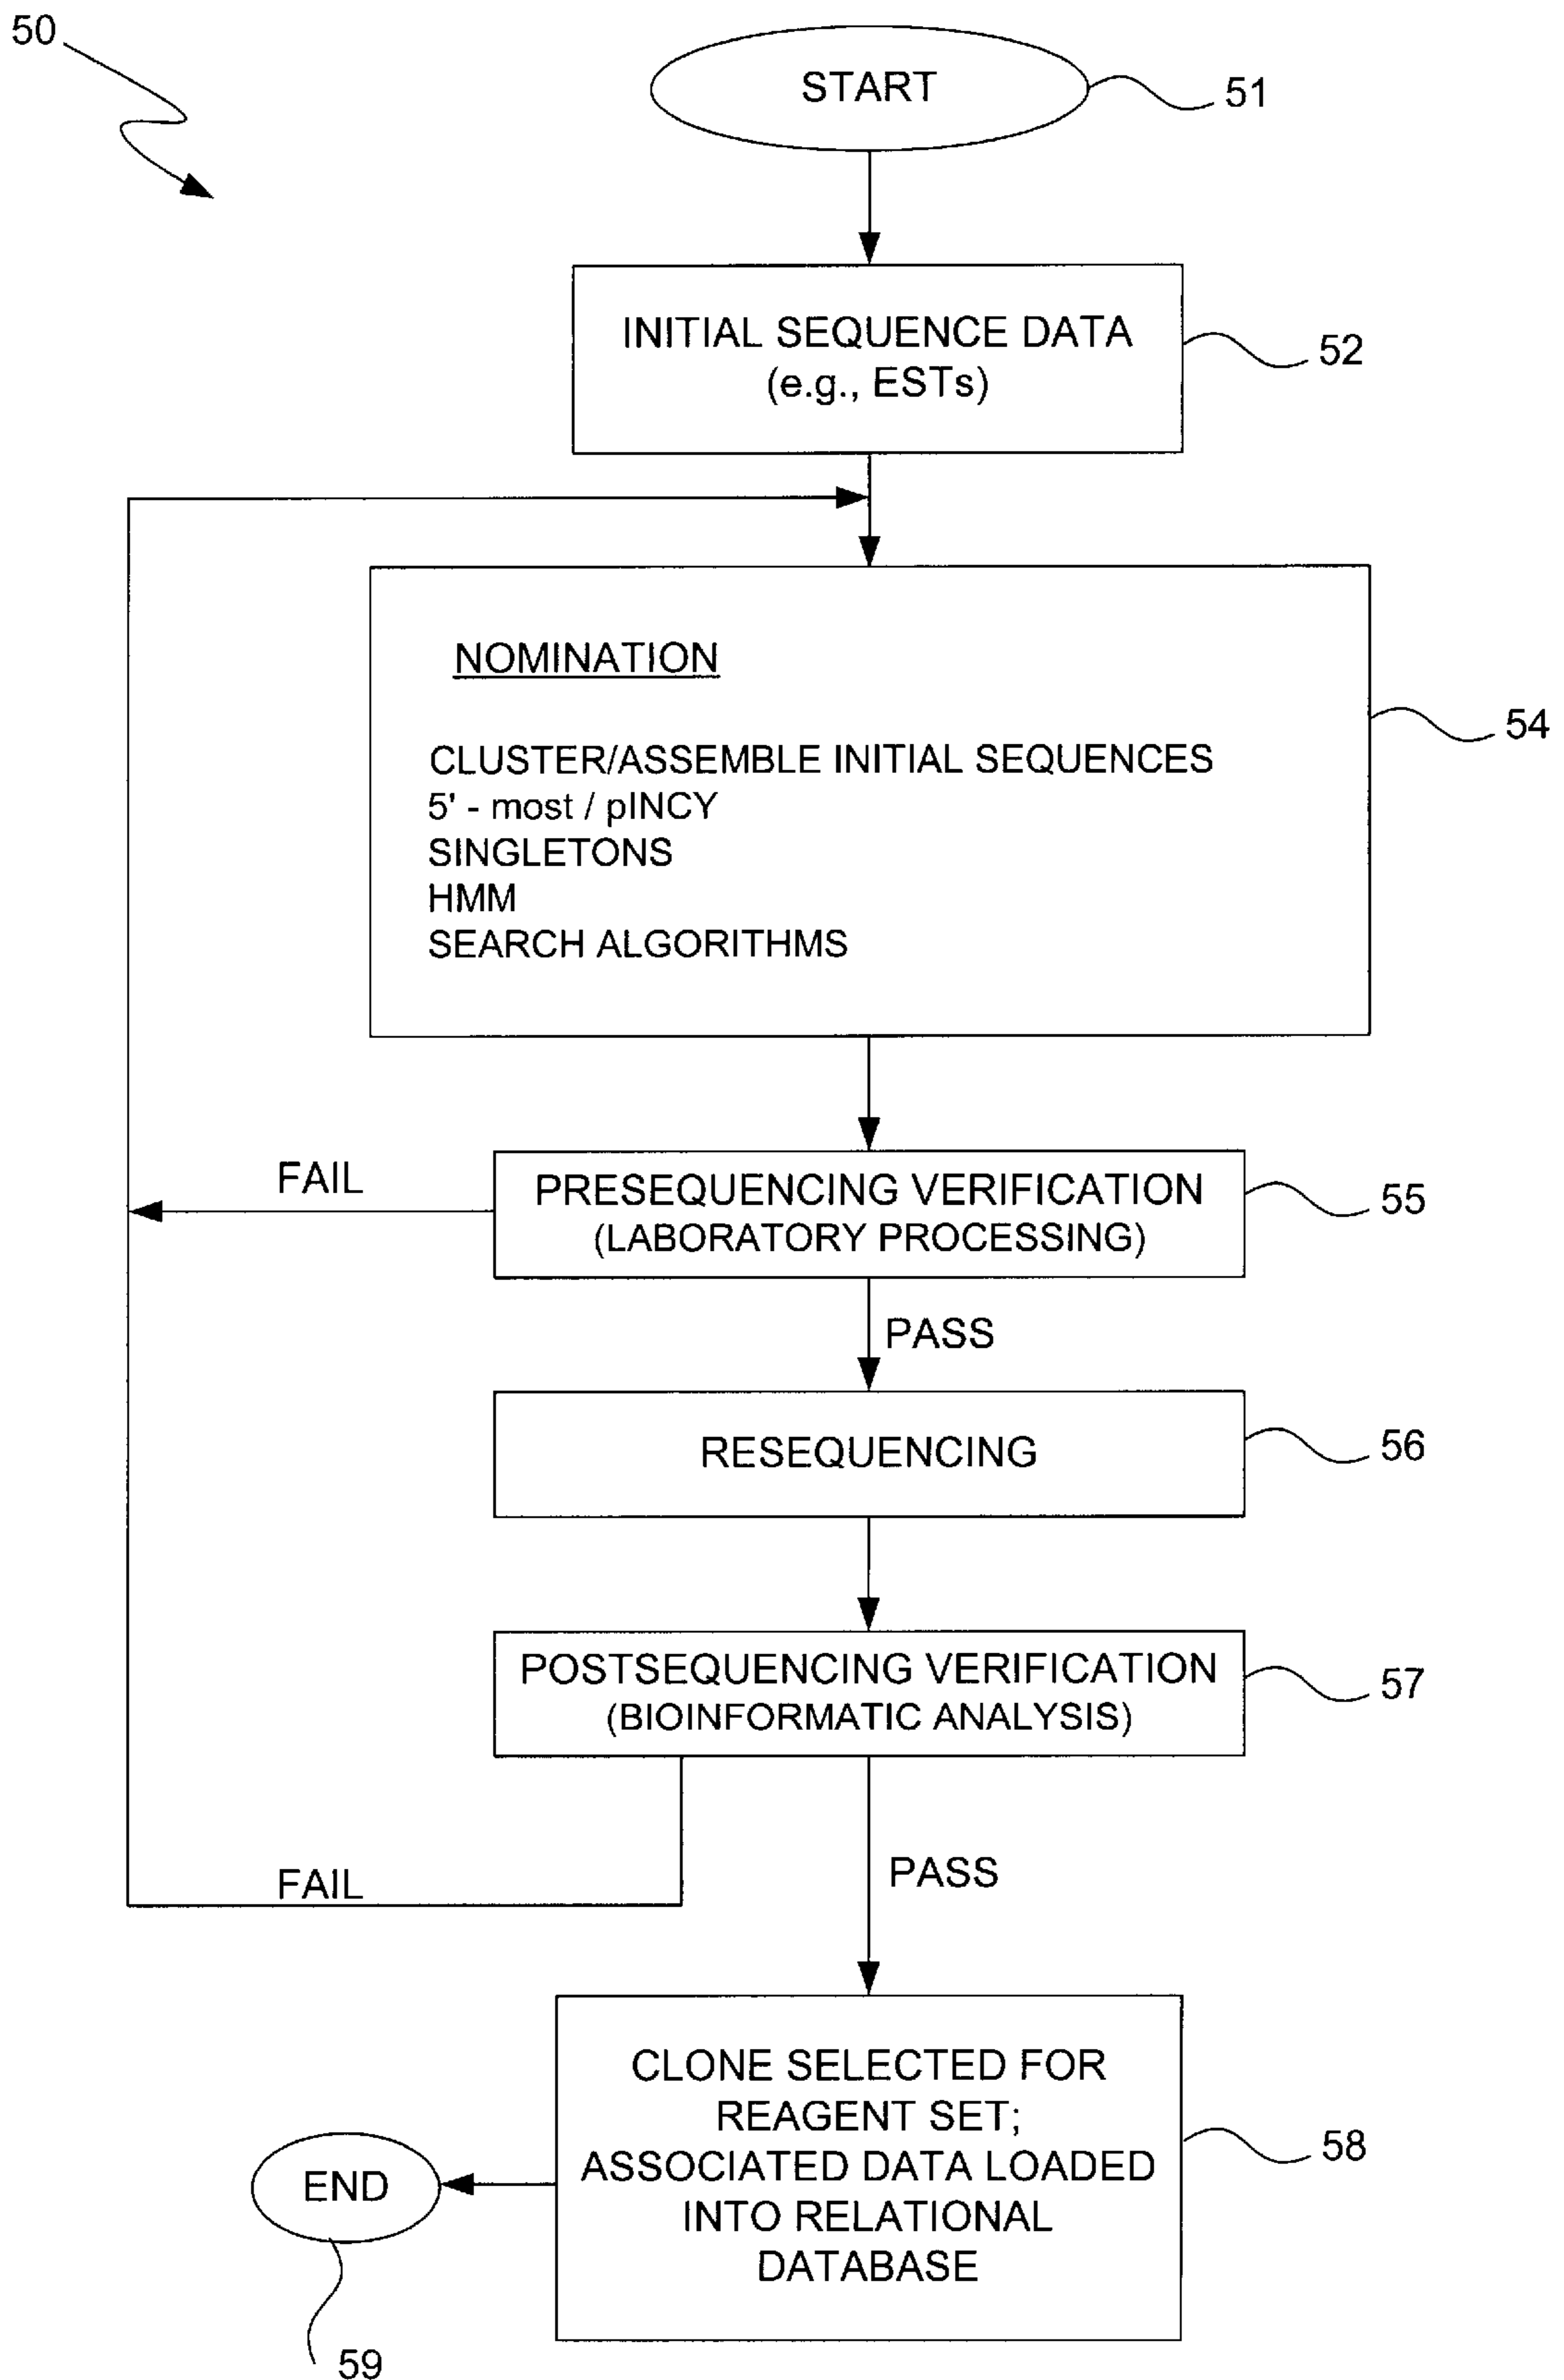 50
START
51
INITIAL SEQUENCE DATA
(e.g., ESTs)
52
NOMINATION
54
CLUSTER/ASSEMBLE INITIAL SEQUENCES
5' - most / pINCY
SINGLETONS
HMM
SEARCH ALGORITHMS
FAIL
PRESEQUENCING VERIFICATION
(LABORATORY PROCESSING)
55
PASS
RESEQUENCING
56
POSTSEQUENCING VERIFICATION
(BIOINFORMATIC ANALYSIS)
57
FAIL
PASS
CLONE SELECTED FOR
REAGENT SET;
ASSOCIATED DATA LOADED
INTO RELATIONAL
DATABASE
58
END
59